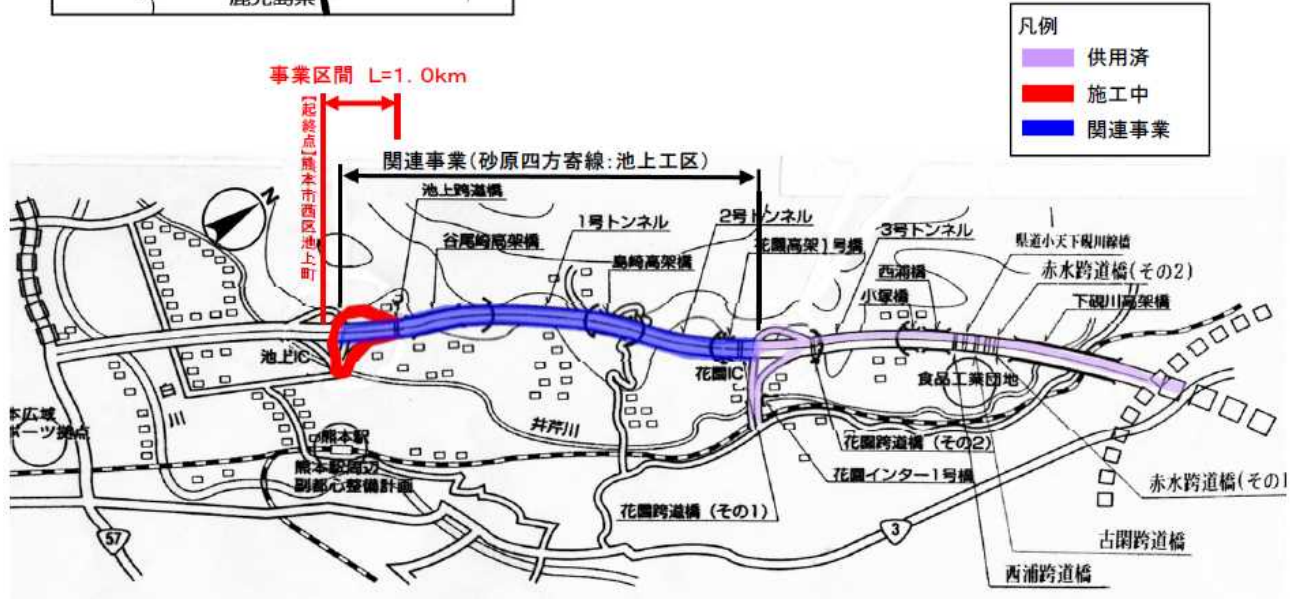 鹿児島業
凡例
供用済
施工中
関連事業
事業区間 L=1.0km
【起終点】熊本市西区池上町
関連事業(砂原四方寄線:池上工区)
池上跨道橋
谷尾崎高架橋
1号トンネル
島崎高架橋
2号トンネル
花園高架1号橋
3号トンネル
西浦橋
小塚橋
県道小天下硯川線橋
赤水跨道橋(その2)
下硯川高架橋
N
池上IC
花園IC
食品工業団地
白川
井芹川
本広域
ポーツ拠点
熊本駅
熊本駅周辺
副都心整備計画
花園跨道橋(その2)
花園インター1号橋
花園跨道橋(その1)
赤水跨道橋(その1
古閑跨道橋
西浦跨道橋
57
3